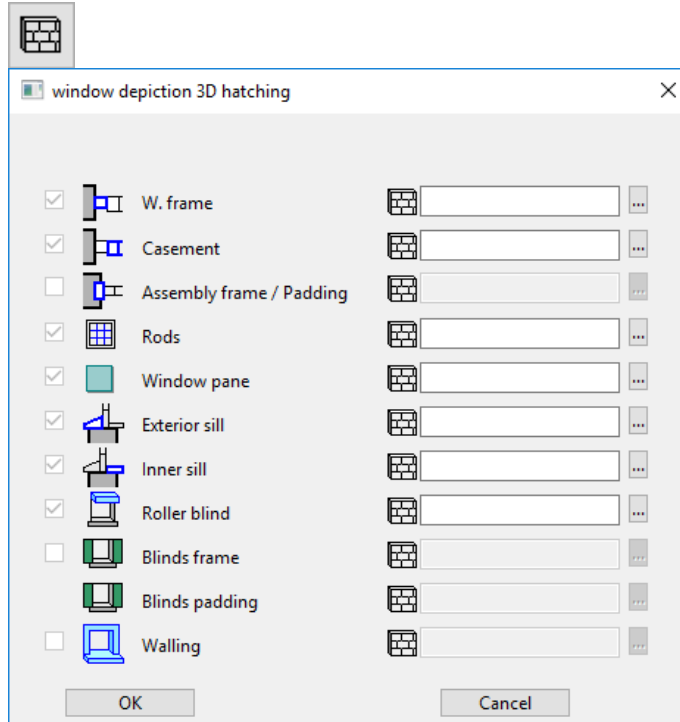 window depiction 3D hatching
W. frame
...
Casement
...
Assembly frame / Padding
...
Rods
...
Window pane
...
Exterior sill
...
Inner sill
...
Roller blind
...
Blinds frame
...
Blinds padding
...
Walling
...
OK
Cancel